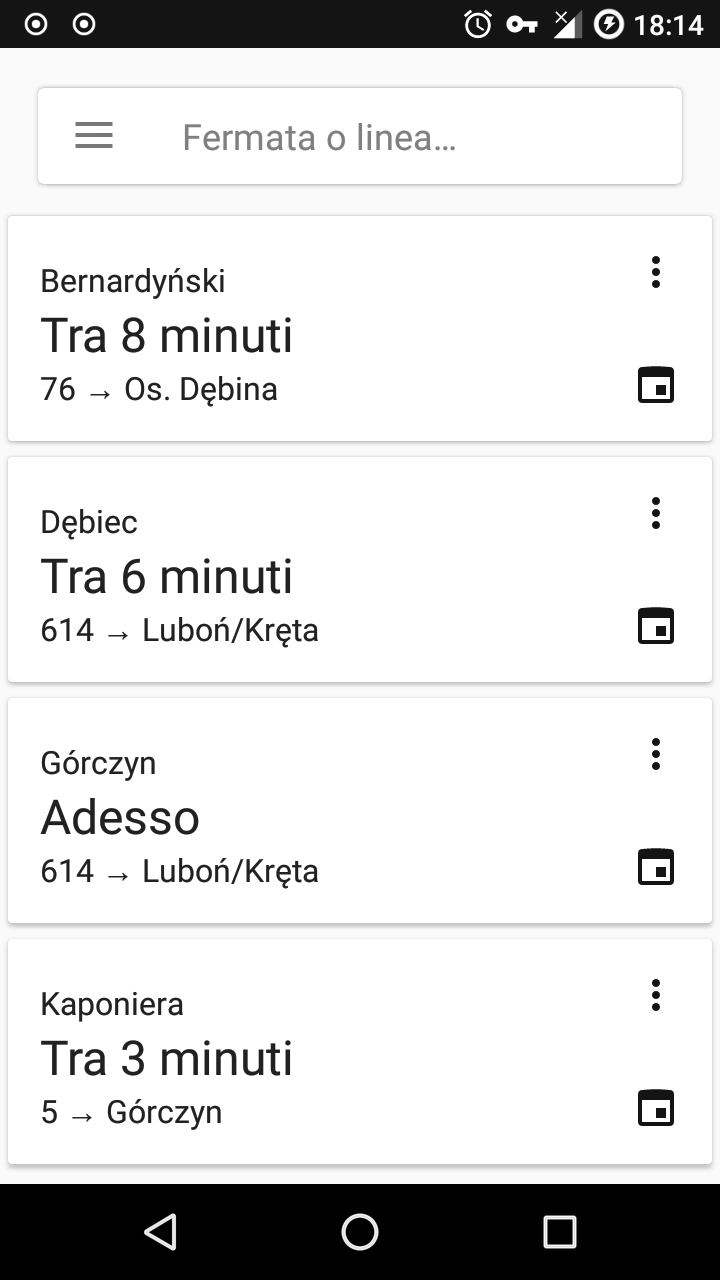 18:14
Fermata o linea…
Bernardyński
Tra 8 minuti
76 → Os. Dębina
Dębiec
Tra 6 minuti
614 → Luboń/Kręta
Górczyn
Adesso
614 → Luboń/Kręta
Kaponiera
Tra 3 minuti
5 → Górczyn